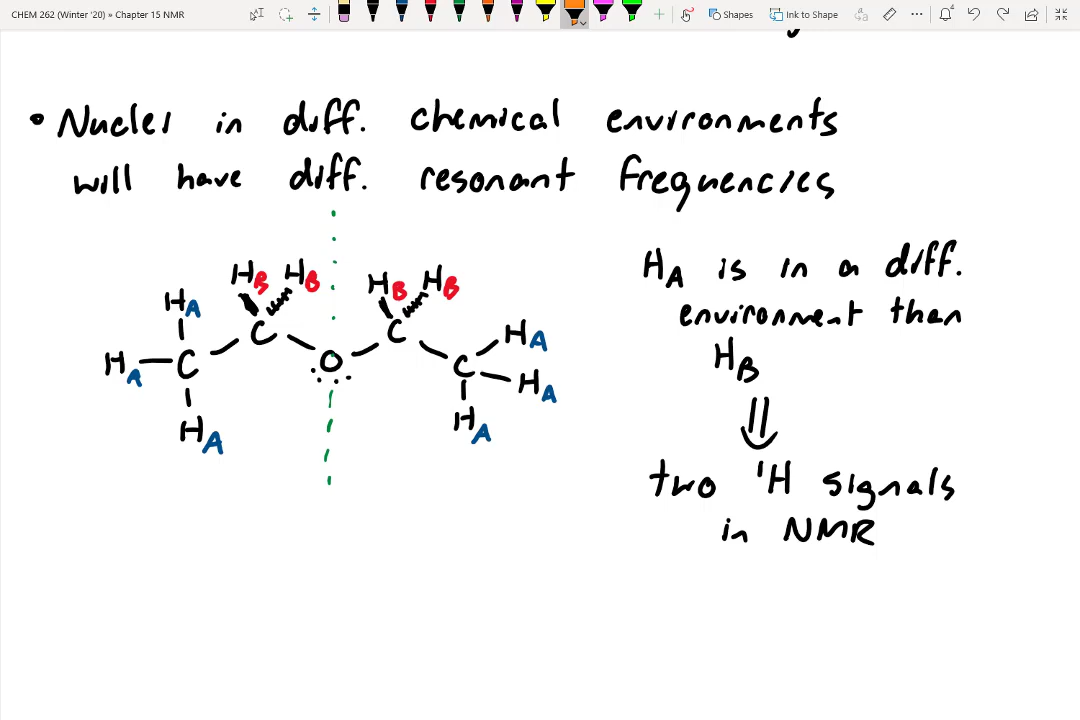 CHEM 262 (Winter '20) » Chapter 15 NMR
Shapes
Ink to Shape
• Nuclei in diff. chemical environments
will have diff. resonant frequencies
HB HB HB HB
HA C C HA
HA C O C HA
HA HA
HA is in a diff.
environment than
HB
⇓
two ¹H signals
in NMR